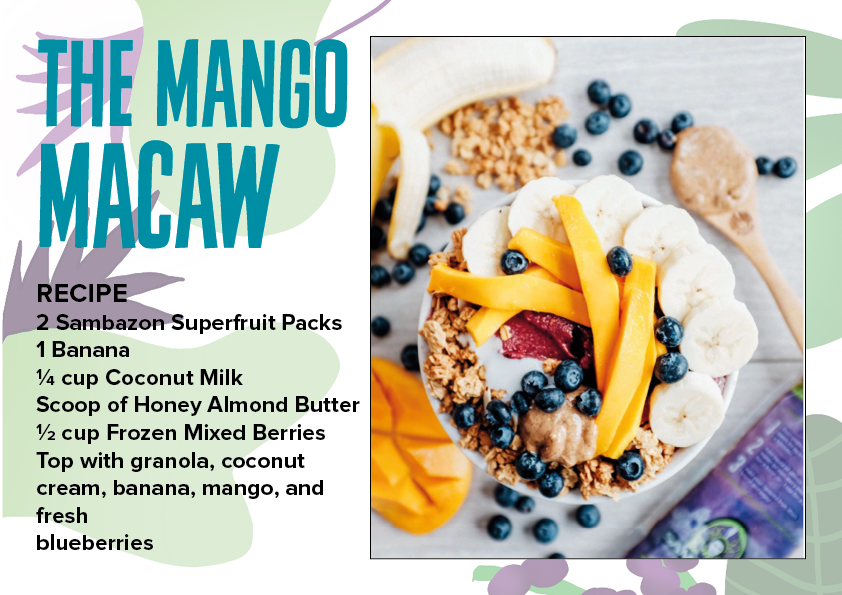 THE MANGO
MACAW
RECIPE
2 Sambazon Superfruit Packs
1 Banana
¼ cup Coconut Milk
Scoop of Honey Almond Butter
½ cup Frozen Mixed Berries
Top with granola, coconut
cream, banana, mango, and
fresh
blueberries